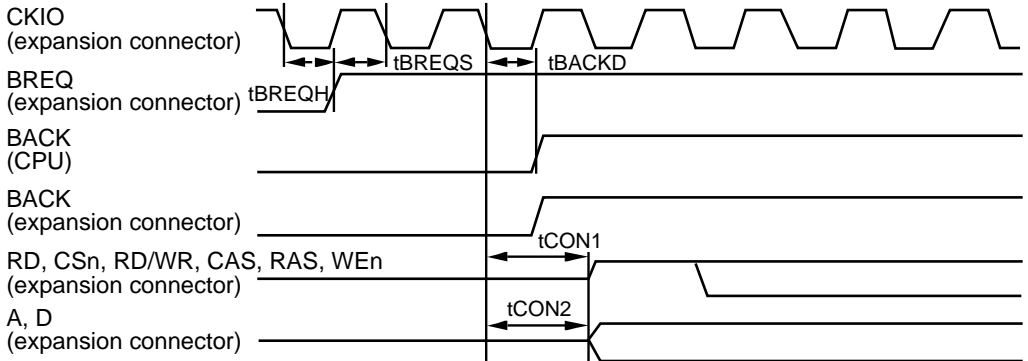 CKIO
(expansion connector)
tBREQS
tBACKD
BREQ
(expansion connector)
tBREQH
BACK
(CPU)
BACK
(expansion connector)
tCON1
RD, CSn, RD/WR, CAS, RAS, WEn
(expansion connector)
tCON2
A, D
(expansion connector)